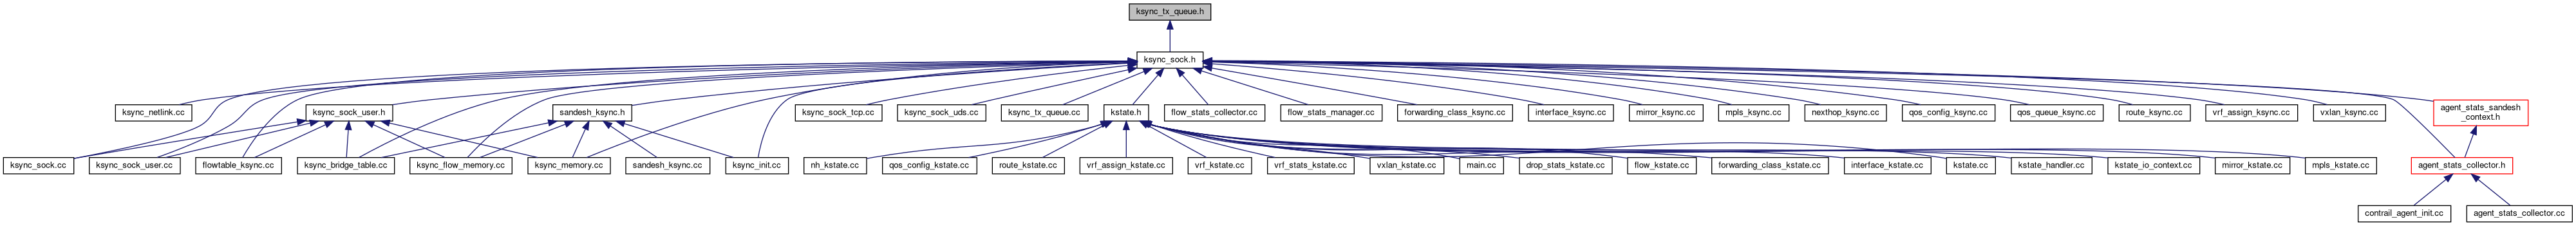 ksync_tx_queue.h
ksync_sock.h
ksync_netlink.cc
ksync_sock_user.h
sandesh_ksync.h
ksync_sock_tcp.cc
ksync_sock_uds.cc
ksync_tx_queue.cc
kstate.h
flow_stats_collector.cc
flow_stats_manager.cc
forwarding_class_ksync.cc
interface_ksync.cc
mirror_ksync.cc
mpls_ksync.cc
nexthop_ksync.cc
qos_config_ksync.cc
qos_queue_ksync.cc
route_ksync.cc
vrf_assign_ksync.cc
vxlan_ksync.cc
agent_stats_sandesh
_context.h
ksync_sock.cc
ksync_sock_user.cc
flowtable_ksync.cc
ksync_bridge_table.cc
ksync_flow_memory.cc
ksync_memory.cc
sandesh_ksync.cc
ksync_init.cc
nh_kstate.cc
qos_config_kstate.cc
route_kstate.cc
vrf_assign_kstate.cc
vrf_kstate.cc
vrf_stats_kstate.cc
vxlan_kstate.cc
main.cc
drop_stats_kstate.cc
flow_kstate.cc
forwarding_class_kstate.cc
interface_kstate.cc
kstate.cc
kstate_handler.cc
kstate_io_context.cc
mirror_kstate.cc
mpls_kstate.cc
agent_stats_collector.h
contrail_agent_init.cc
agent_stats_collector.cc